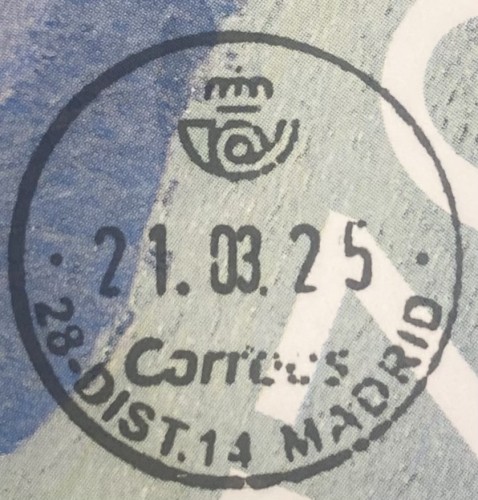 · 21.03.25 ·
Correos
28-DIST.14 MADRID